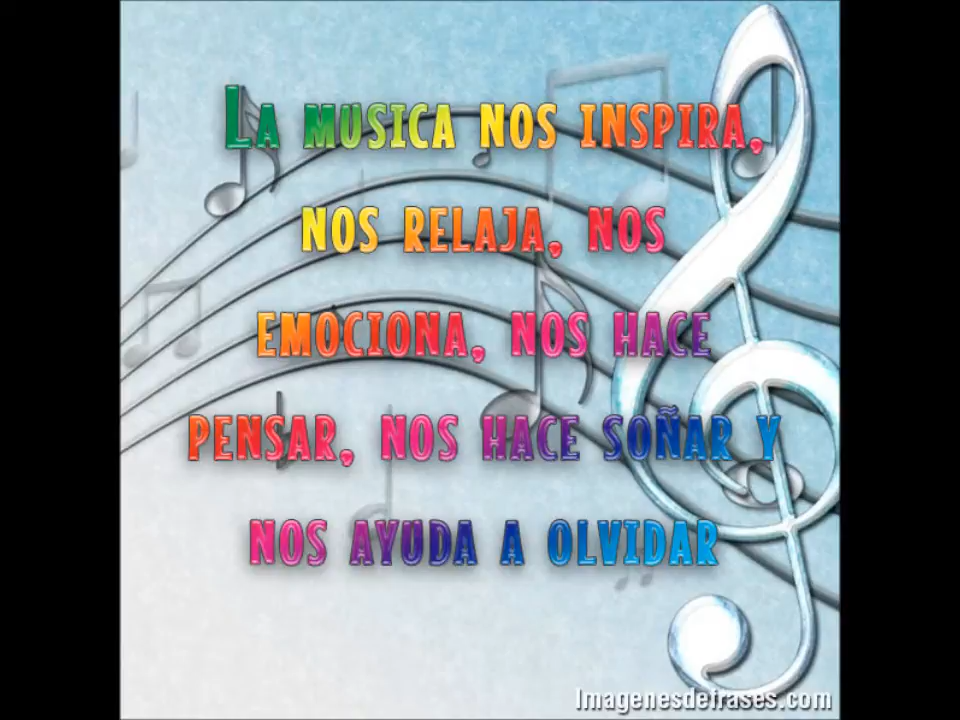 La musica nos inspira,
nos relaja, nos
emociona, nos hace
pensar, nos hace soñar y
nos ayuda a olvidar
Imagenesdefrases.com